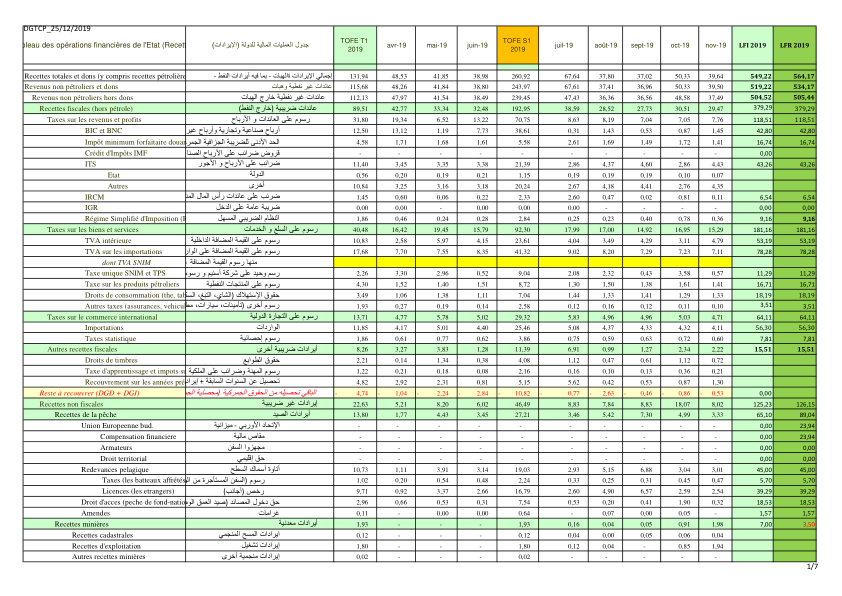 DGTCP_25/12/2019
bleau des opérations financières de l'Etat (Recet جدول العمليات المالية للدولة (الإيرادات) TOFE T1 2019 avr-19 mai-19 juin-19 TOFE S1 2019 juil-19 août-19 sept-19 oct-19 nov-19 LFI 2019 LFR 2019
Recettes totales et dons (y compris recettes pétrolière إجمالي الإيرادات والهبات - بما فيه أيرادات النفط - 131,94 48,53 41,85 38,98 260,92 67,64 37,80 37,02 50,33 39,64 549,22 564,17
Revenus non pétroliers et dons عائدات غير نفطية وهبات 115,68 48,26 41,84 38,80 243,97 67,61 37,41 36,96 50,33 39,50 519,22 534,17
Revenus non pétroliers hors dons عائدات غير نفطية خارج الهبات 112,13 47,97 41,54 38,39 239,45 47,43 36,36 36,56 48,58 37,49 504,52 505,44
Recettes fiscales (hors pétrole) عائدات ضريبية (خارج النفط) 89,51 42,77 33,34 32,48 192,95 38,59 28,52 27,73 30,51 29,47 379,29 379,29
Taxes sur les revenus et profits رسوم على العائدات و الأرباح 31,80 19,34 6,52 13,22 70,75 8,63 8,19 7,04 7,05 7,76 118,51 118,51
BIC et BNC أرباح صناعية وتجارية وأرباح غير 12,50 13,12 1,19 7,73 38,61 0,31 1,43 0,53 0,86 1,45 42,80 42,80
Impôt minimum forfaitaire douan الحد الأدنى للضريبة الجزافية الجمر 4,58 1,71 1,68 1,61 5,58 2,61 1,69 1,49 1,72 1,41 16,74 16,74
Crédit d'Impôts IMF قروض ضرائب على الأرباح الصنا - - - - - - - - - - 0,00
ITS ضرائب على الأرباح و الأجور 11,40 3,45 3,35 3,38 21,39 2,86 4,37 4,60 2,86 4,43 43,26 43,26
Etat الدولة 0,56 0,20 0,19 0,21 1,15 0,19 0,19 0,19 0,10 0,07
Autres أخرى 10,84 3,25 3,16 3,18 20,24 2,67 4,18 4,41 2,76 4,35
IRCM ضريبة على عائدات رأس المال المن 1,45 0,60 0,06 0,22 2,33 2,60 0,47 0,02 0,81 0,11 6,54 6,54
IGR ضريبة عامة على الدخل 0,00 0,00 - - 0,00 0,00 - - - - 0,00 0,00
Régime Simplifié d'Imposition (I النظام الضريبي المسهل 1,86 0,46 0,24 0,28 2,84 0,25 0,23 0,40 0,78 0,36 9,16 9,16
Taxes sur les biens et services رسوم على السلع و الخدمات 40,48 16,42 19,45 15,79 92,30 17,99 17,00 14,92 16,95 15,29 181,16 181,16
TVA intérieure رسوم على القيمة المضافة الداخلية 10,83 2,58 5,97 4,15 23,61 4,04 3,49 4,29 3,11 4,79 53,19 53,19
TVA sur les importations رسوم على القيمة المضافة على الوار 17,68 7,70 7,55 8,35 41,32 9,02 8,20 7,29 7,23 7,11 78,28 78,28
dont TVA SNIM منها رسوم القيمة المضافة
Taxe unique SNIM et TPS رسم وحيد على شركة أسنيم و رسو 2,26 3,30 2,96 0,52 9,04 2,08 2,32 0,43 3,58 0,57 11,29 11,29
Taxe sur les produits pétroliers رسوم على المنتجات النفطية 4,30 1,52 1,40 1,51 8,72 1,30 1,50 1,38 1,61 1,41 16,71 16,71
Droits de consommation (the, tab حقوق الإستهلاك (الشاي، التبغ، الس 3,49 1,06 1,38 1,11 7,04 1,44 1,33 1,41 1,29 1,33 18,19 18,19
Autres taxes (assurances, vehicul رسوم أخرى (تأمينات، سيارات، مط 1,93 0,27 0,19 0,14 2,58 0,12 0,16 0,12 0,11 0,10 3,51 3,51
Taxes sur le commerce international رسوم على التجارة الدولية 13,71 4,77 5,78 5,02 29,32 5,83 4,96 4,96 5,03 4,71 64,11 64,11
Importations الواردات 11,85 4,17 5,01 4,40 25,46 5,08 4,37 4,33 4,32 4,11 56,30 56,30
Taxes statistique رسوم إحصائية 1,86 0,61 0,77 0,62 3,86 0,75 0,59 0,63 0,72 0,60 7,81 7,81
Autres recettes fiscales أيرادات ضريبية أخرى 8,26 3,27 3,83 1,28 11,39 6,91 0,99 1,27 2,34 2,22 15,51 15,51
Droits de timbres حقوق الطوابع 2,21 0,14 1,34 0,38 4,08 1,12 0,47 0,61 1,12 0,72
Taxe d'apprentissage et impots su رسوم المهنة وضرائب على الملكية 1,22 0,21 0,18 0,08 2,16 0,16 0,10 0,13 0,36 0,21
Recouvrement sur les années pré تحصيل عن السنوات السابقة + إيرا 4,82 2,92 2,31 0,81 5,15 5,62 0,42 0,53 0,87 1,30
Reste à recouvrer (DGD + DGI) الباقي تحصيله من الحقوق الجمركية - 4,74 - 1,04 - 2,24 - 2,84 - 10,82 - 0,77 - 2,63 - 0,46 - 0,86 - 0,53 0,00
Recettes non fiscales إيرادات غير ضريبية 22,63 5,21 8,20 6,02 46,49 8,83 7,84 8,83 18,07 8,02 125,23 126,15
Recettes de la pêche أيرادات الصيد 13,80 1,77 4,43 3,45 27,21 3,46 5,42 7,30 4,99 3,33 65,10 89,04
Union Europeenne bud. الإتحاد الأوربي - ميزانية - - - - - - - - - - 0,00 23,94
Compensation financiere مقاص مالية - - - - - - - - - - 0,00 23,94
Armateurs مجهزوا السفن - - - - - - - - - - 0,00 0,00
Droit territorial حق إقليمي - - - - - - - - - - 0,00 0,00
Redevances pelagique أتاوة أسماك السطح 10,73 1,11 3,91 3,14 19,03 2,93 5,15 6,88 3,04 3,01 45,00 45,00
Taxes (les batteaux affrétés رسوم (السفن المستأجرة من ال 1,02 0,20 0,54 0,48 2,24 0,33 0,25 0,31 0,45 0,47 5,70 5,70
Licences (les etrangers) رخص (أجانب) 9,71 0,92 3,37 2,66 16,79 2,60 4,90 6,57 2,59 2,54 39,29 39,29
Droit d'acces (peche de fond-nation حق دخول المصائد (صيد العمق الو 2,96 0,66 0,53 0,31 7,54 0,53 0,20 0,41 1,90 0,32 18,53 18,53
Amendes غرامات 0,11 - 0,00 0,00 0,64 - 0,07 0,00 0,05 - 1,57 1,57
Recettes minières أيرادات معدنية 1,93 - - - 1,93 0,16 0,04 0,05 0,91 1,98 7,00 3,50
Recettes cadastrales ايرادات المسح المنجمي 0,12 - - - 0,12 0,04 0,00 0,05 0,06 0,04
Recettes d'exploitation ايرادات تشغيل 1,80 - - - 1,80 0,12 0,04 - 0,85 1,94
Autres recettes minières إيرادات منجمية أخرى 0,02 - - - 0,02 - - - - -
1/7